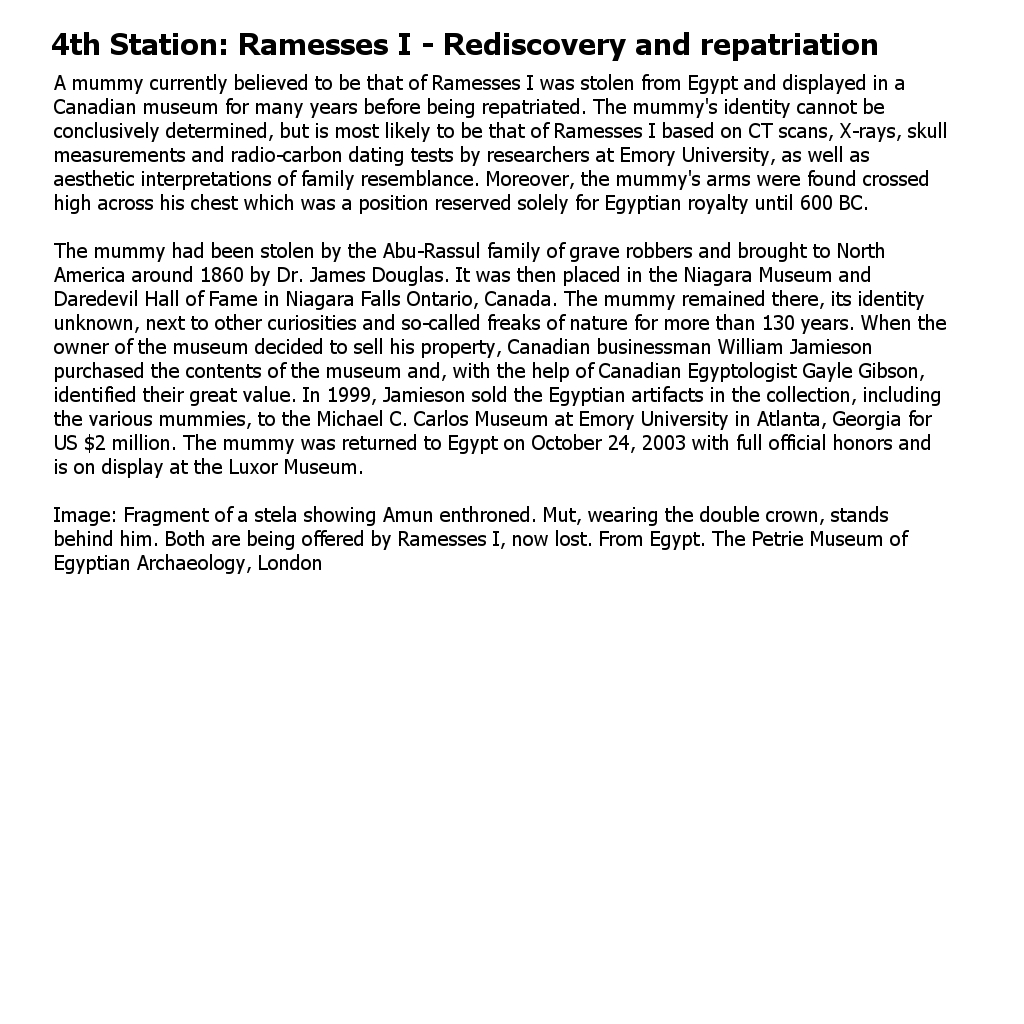 4th Station: Ramesses I - Rediscovery and repatriation
A mummy currently believed to be that of Ramesses I was stolen from Egypt and displayed in a
Canadian museum for many years before being repatriated. The mummy's identity cannot be
conclusively determined, but is most likely to be that of Ramesses I based on CT scans, X-rays, skull
measurements and radio-carbon dating tests by researchers at Emory University, as well as
aesthetic interpretations of family resemblance. Moreover, the mummy's arms were found crossed
high across his chest which was a position reserved solely for Egyptian royalty until 600 BC.
The mummy had been stolen by the Abu-Rassul family of grave robbers and brought to North
America around 1860 by Dr. James Douglas. It was then placed in the Niagara Museum and
Daredevil Hall of Fame in Niagara Falls Ontario, Canada. The mummy remained there, its identity
unknown, next to other curiosities and so-called freaks of nature for more than 130 years. When the
owner of the museum decided to sell his property, Canadian businessman William Jamieson
purchased the contents of the museum and, with the help of Canadian Egyptologist Gayle Gibson,
identified their great value. In 1999, Jamieson sold the Egyptian artifacts in the collection, including
the various mummies, to the Michael C. Carlos Museum at Emory University in Atlanta, Georgia for
US $2 million. The mummy was returned to Egypt on October 24, 2003 with full official honors and
is on display at the Luxor Museum.
Image: Fragment of a stela showing Amun enthroned. Mut, wearing the double crown, stands
behind him. Both are being offered by Ramesses I, now lost. From Egypt. The Petrie Museum of
Egyptian Archaeology, London